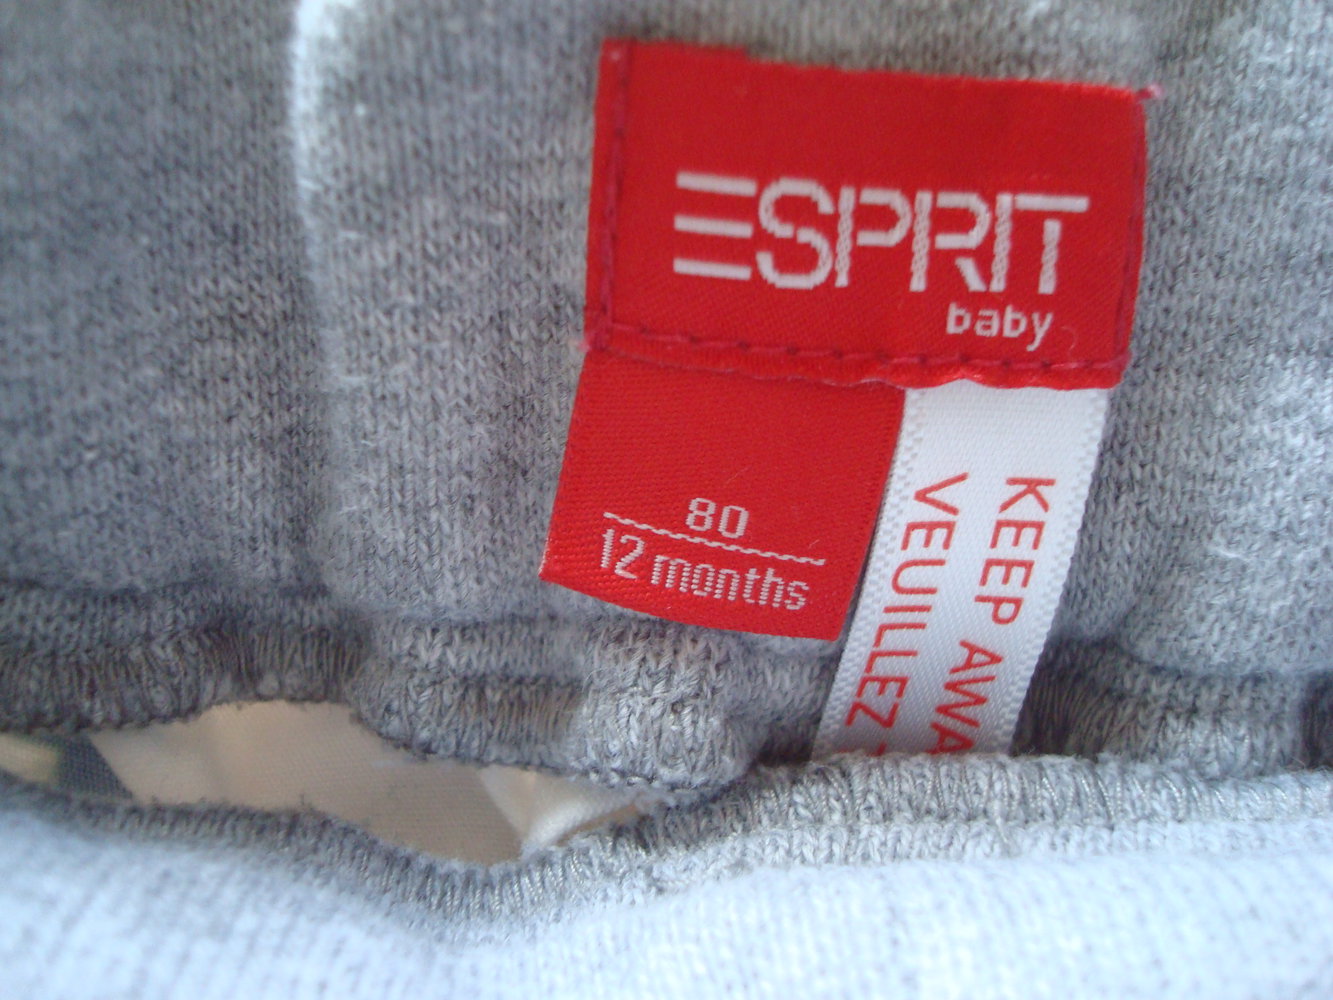 ESPRIT
baby
80
12 months
KEEP AWA
VEUILLEZ